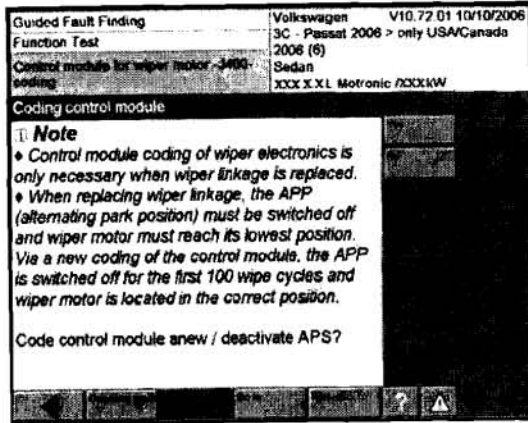 Guided Fault Finding
Function Test
Control module for wiper motor -J400-
coding
Volkswagen V10.72.01 10/10/2006
3C - Passat 2006 > only USA/Canada
2006 (6)
Sedan
XXX X.XL Motronic /XXXkW
Coding control module
Note
♦ Control module coding of wiper electronics is
only necessary when wiper linkage is replaced.
♦ When replacing wiper linkage, the APP
(alternating park position) must be switched off
and wiper motor must reach its lowest position.
Via a new coding of the control module, the APP
is switched off for the first 100 wipe cycles and
wiper motor is located in the correct position.
Code control module anew / deactivate APS?
?